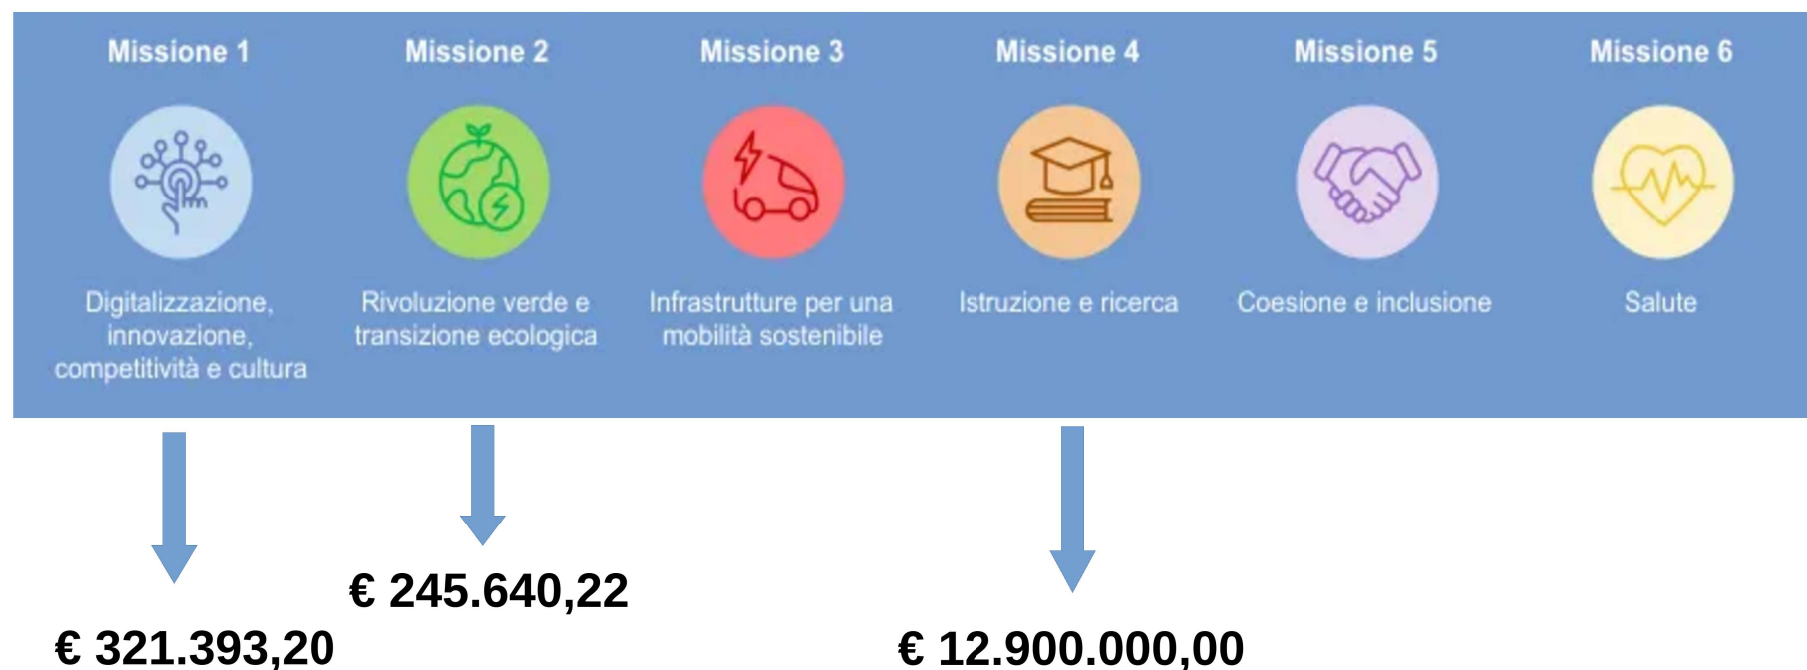 Missione 1
Missione 2
Missione 3
Missione 4
Missione 5
Missione 6
Digitalizzazione,
innovazione,
competitività e cultura
Rivoluzione verde e
transizione ecologica
Infrastrutture per una
mobilità sostenibile
Istruzione e ricerca
Coesione e inclusione
Salute
€ 245.640,22
€ 321.393,20
€ 12.900.000,00